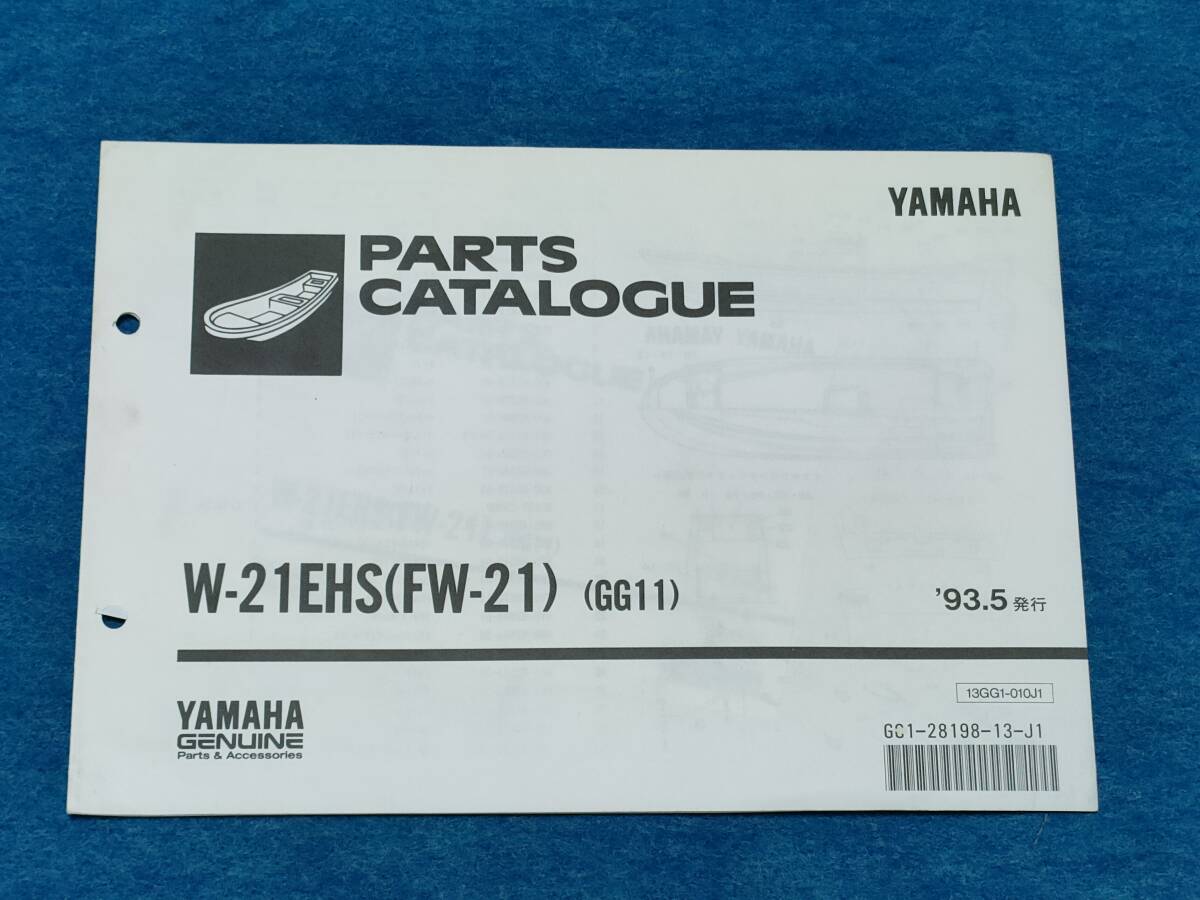 YAMAHA
PARTS
CATALOGUE
W-21EHS(FW-21) (GG11)
'93.5 発行
13GG1-010J1
YAMAHA
GENUINE
Parts & Accessories
GG1-28198-13-J1